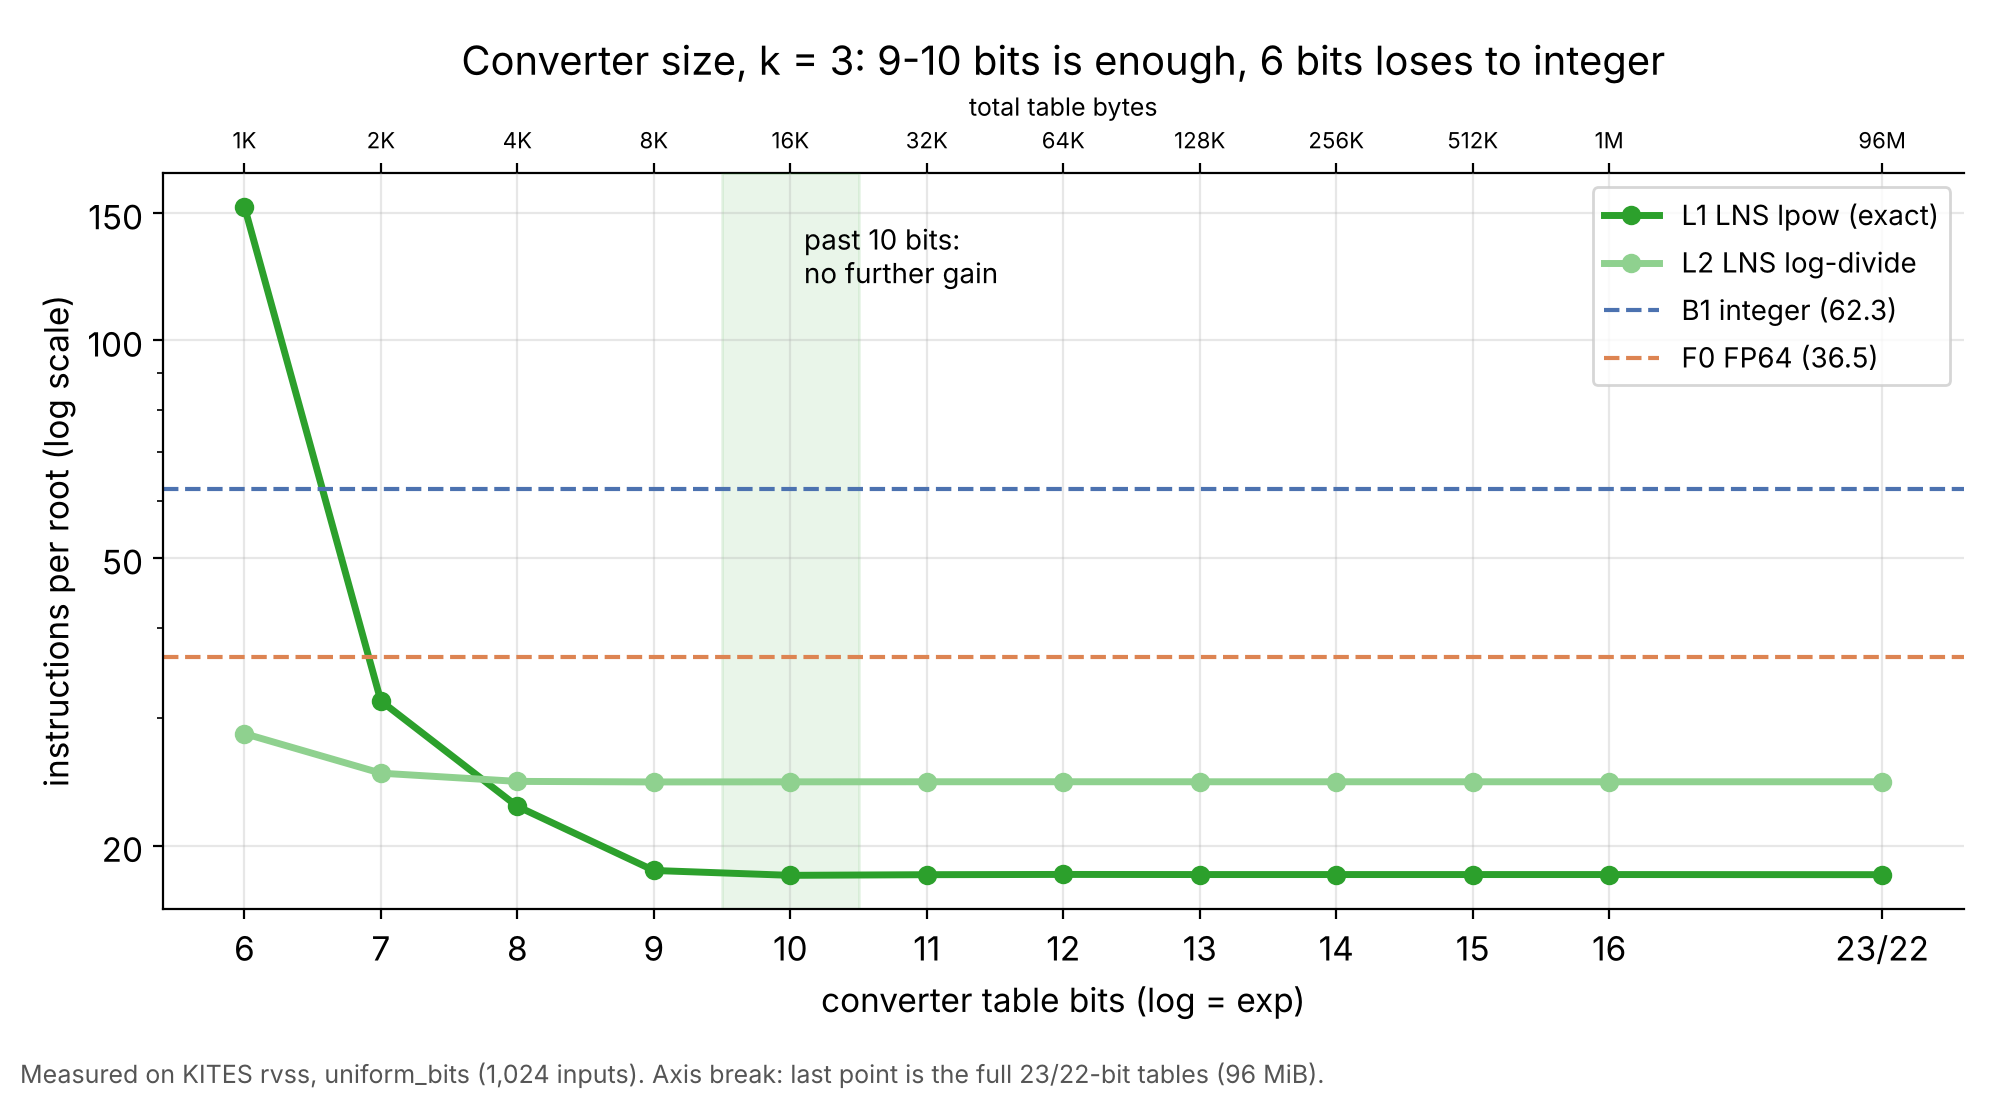 Converter size, k = 3: 9-10 bits is enough, 6 bits loses to integer
total table bytes
1K 2K 4K 8K 16K 32K 64K 128K 256K 512K 1M 96M
instructions per root (log scale)
150
100
50
20
past 10 bits:
no further gain
L1 LNS lpow (exact)
L2 LNS log-divide
B1 integer (62.3)
F0 FP64 (36.5)
6 7 8 9 10 11 12 13 14 15 16 23/22
converter table bits (log = exp)
Measured on KITES rvss, uniform_bits (1,024 inputs). Axis break: last point is the full 23/22-bit tables (96 MiB).